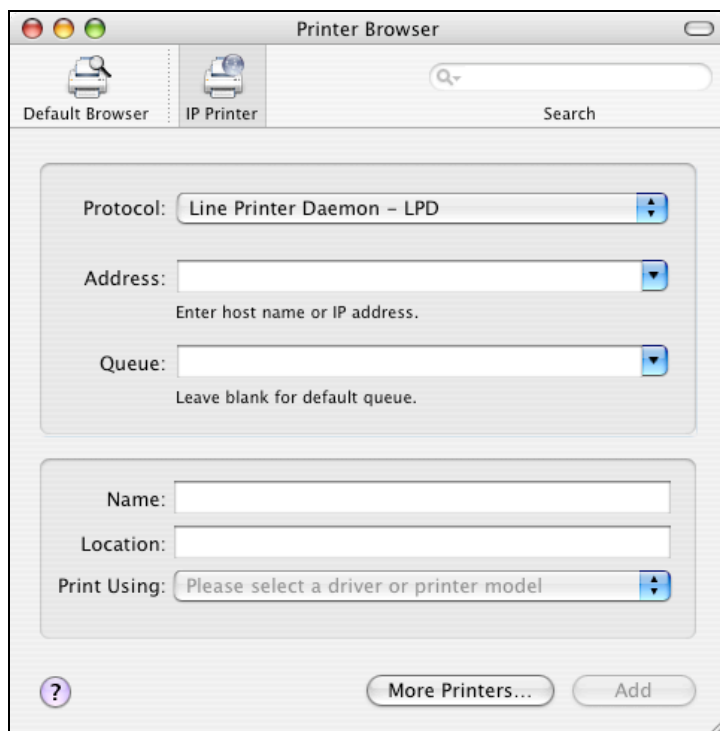 Printer Browser
Default Browser
IP Printer
Search
Protocol: Line Printer Daemon – LPD
Address:
Enter host name or IP address.
Queue:
Leave blank for default queue.
Name:
Location:
Print Using: Please select a driver or printer model
? More Printers... Add